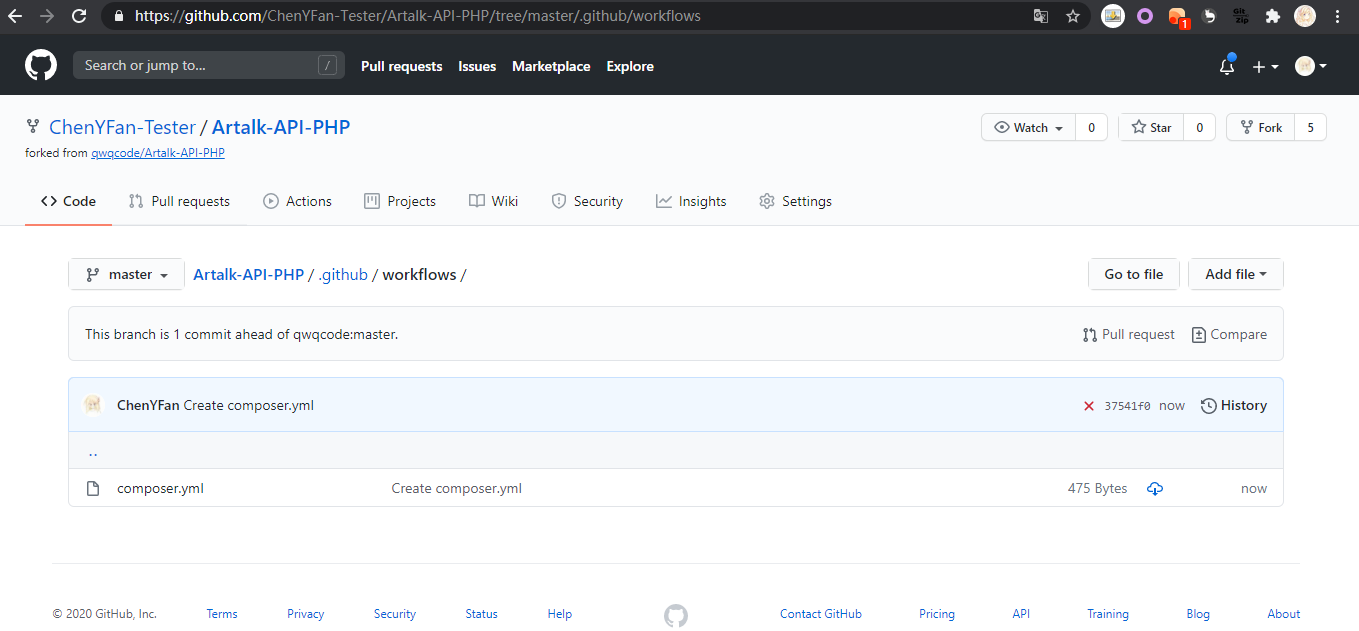 https://github.com/ChenYFan-Tester/Artalk-API-PHP/tree/master/.github/workflows
Git Zip
1
Search or jump to... /
Pull requests Issues Marketplace Explore
ChenYFan-Tester / Artalk-API-PHP
Watch 0 Star 0 Fork 5
forked from qwqcode/Artalk-API-PHP
Code Pull requests Actions Projects Wiki Security Insights Settings
master Artalk-API-PHP / .github / workflows / Go to file Add file
This branch is 1 commit ahead of qwqcode:master. Pull request Compare
ChenYFan Create composer.yml 37541f0 now History
..
composer.yml Create composer.yml 475 Bytes now
© 2020 GitHub, Inc. Terms Privacy Security Status Help Contact GitHub Pricing API Training Blog About